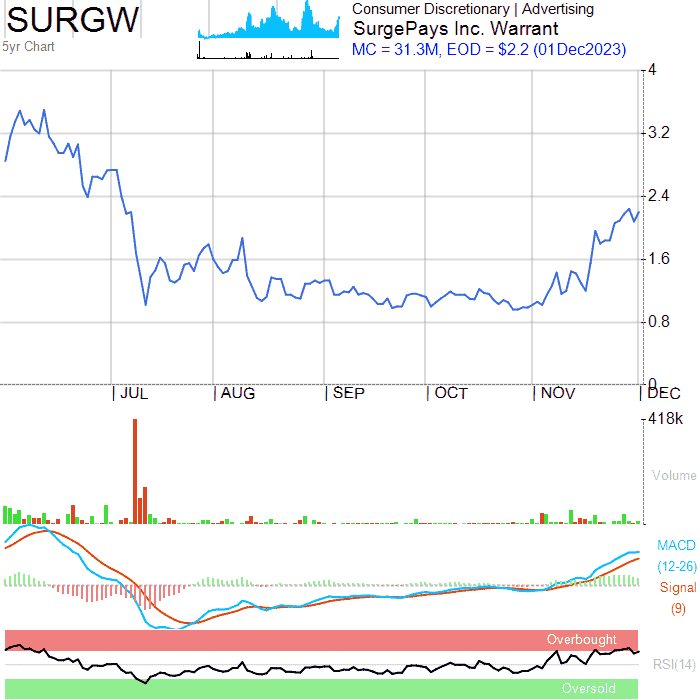 SURGW
5yr Chart
Consumer Discretionary | Advertising
SurgePays Inc. Warrant
MC = 31.3M, EOD = $2.2 (01Dec2023)
4
3.2
2.4
1.6
0.8
0
JUL AUG SEP OCT NOV DEC
418k
Volume
MACD
(12-26)
Signal
(9)
Overbought
RSI(14)
Oversold